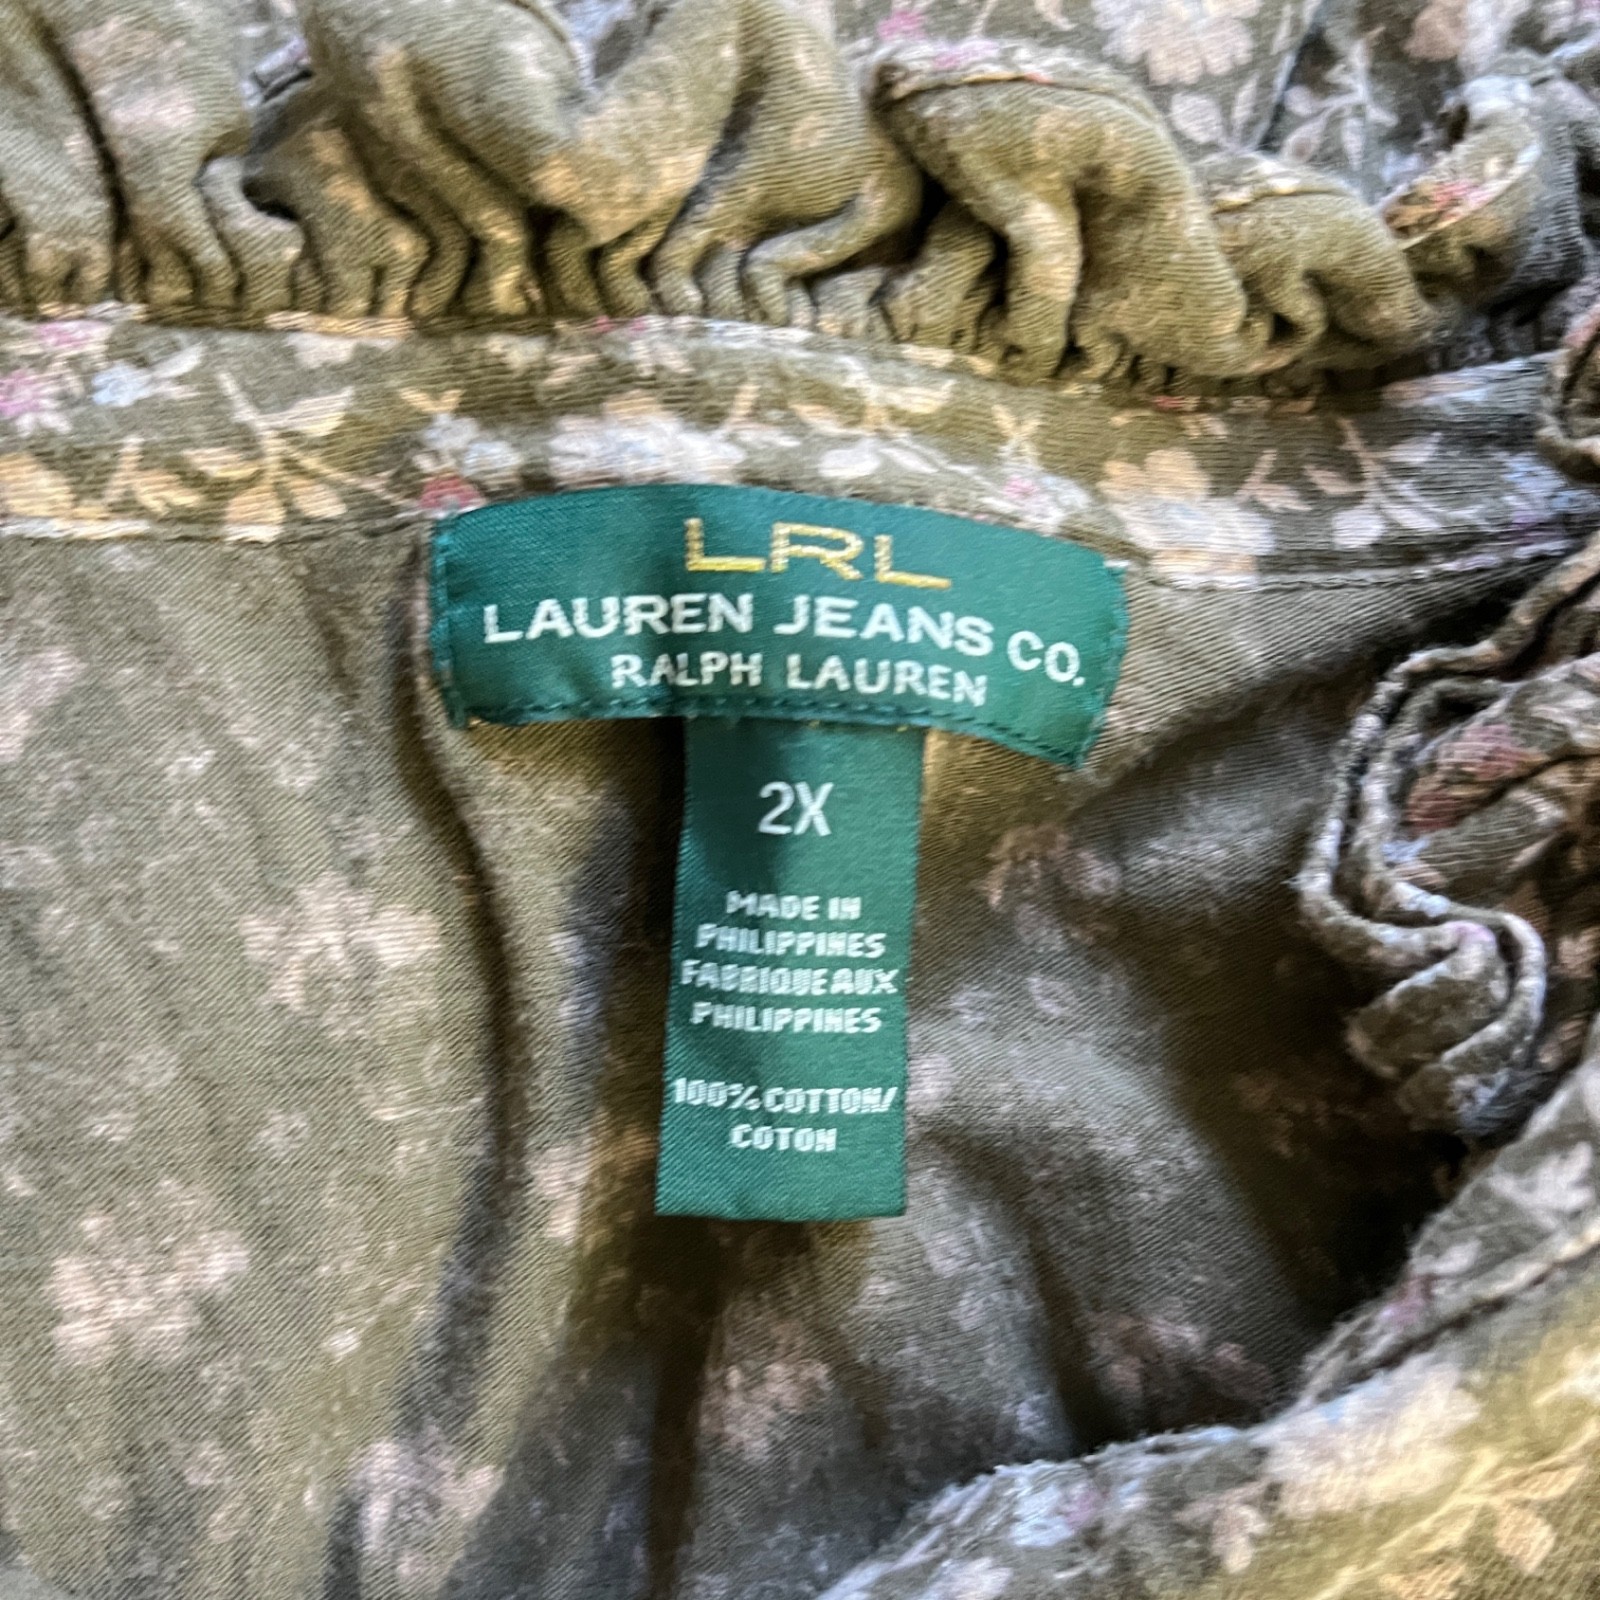 LRL
LAUREN JEANS CO.
RALPH LAUREN
2X
MADE IN
PHILIPPINES
FABRIQUE AUX
PHILIPPINES
100% COTTON/
COTON